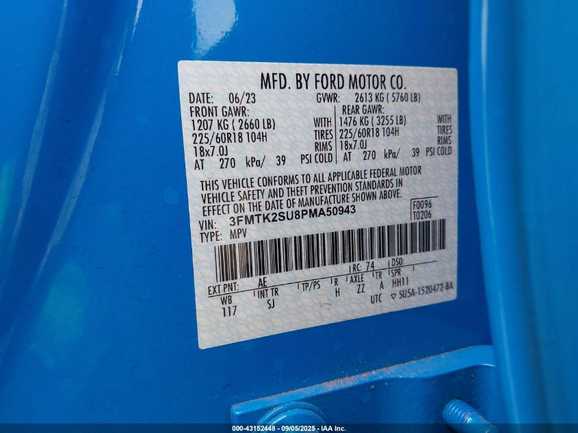 MFD. BY FORD MOTOR CO.
DATE: 06/23 GVWR: 2613 KG ( 5760 LB)
FRONT GAWR: REAR GAWR:
1207 KG ( 2660 LB) WITH 1476 KG ( 3255 LB) WITH
225/60R18 104H TIRES 225/60R18 104H TIRES
18x7.0J RIMS 18x7.0J RIMS
AT 270 kPa/ 39 PSI COLD AT 270 kPa/ 39 PSI COLD
THIS VEHICLE CONFORMS TO ALL APPLICABLE FEDERAL MOTOR
VEHICLE SAFETY AND THEFT PREVENTION STANDARDS IN
EFFECT ON THE DATE OF MANUFACTURE SHOWN ABOVE.
VIN: 3FMTK2SU8PMA50943 F0096
TYPE: MPV T0206
EXT PNT: AE RC: 74 DSO:
WB INT TR TP/PS R AXLE TR SPR
117 SJ H ZZ A HH11
UTC ▽ 5U5A-1520472-BA
000-43152448 - 09/05/2025 - IAA Inc.